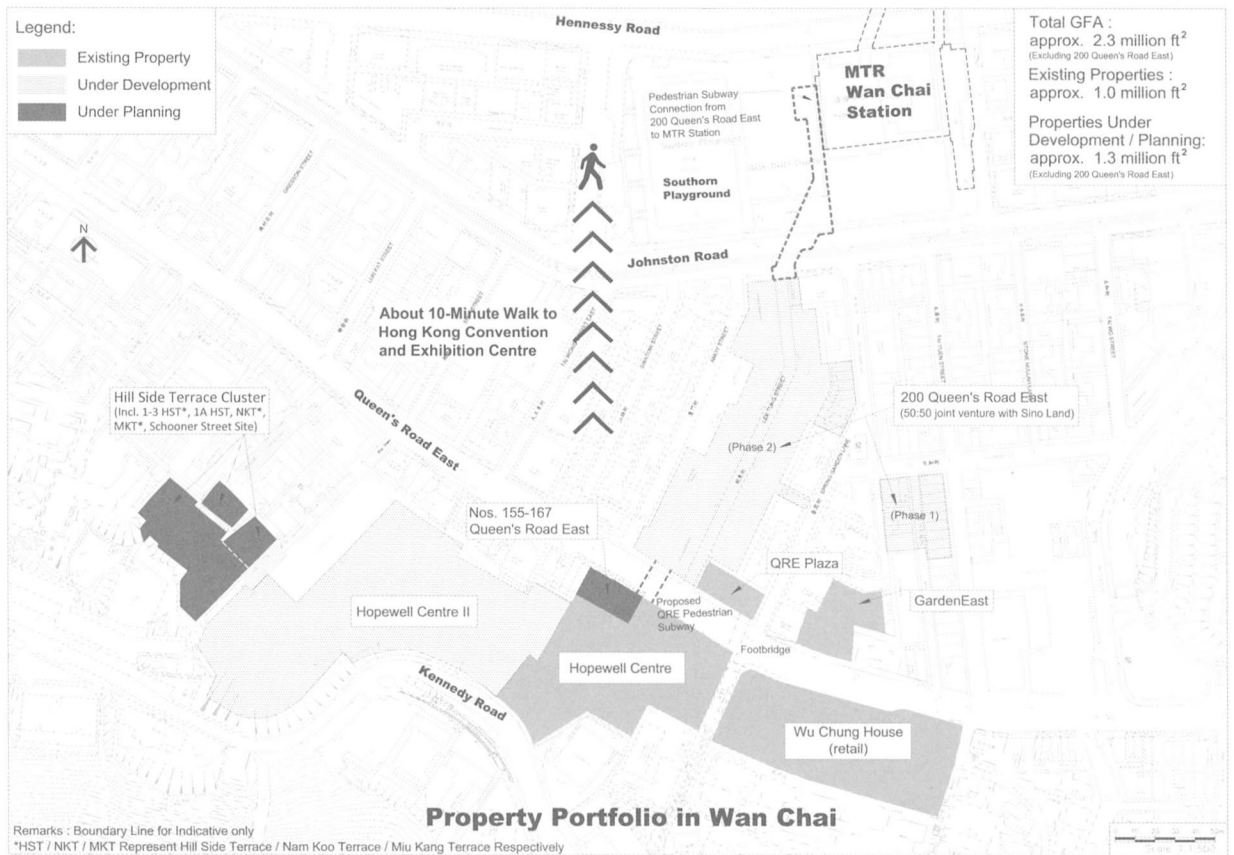 Legend:
Existing Property
Under Development
Under Planning
Hennessy Road
Total GFA :
approx. 2.3 million ft²
(Excluding 200 Queen's Road East)
Existing Properties :
approx. 1.0 million ft²
Properties Under
Development / Planning:
approx. 1.3 million ft²
(Excluding 200 Queen's Road East)
MTR
Wan Chai
Station
Pedestrian Subway
Connection from
200 Queen's Road East
to MTR Station
Southorn
Playground
N
Johnston Road
About 10-Minute Walk to
Hong Kong Convention
and Exhibition Centre
Hill Side Terrace Cluster
(Incl. 1-3 HST*, 1A HST, NKT*,
MKT*, Schooner Street Site)
Queen's Road East
200 Queen's Road East
(50:50 joint venture with Sino Land)
(Phase 2)
(Phase 1)
Nos. 155-167
Queen's Road East
QRE Plaza
GardenEast
Proposed
QRE Pedestrian
Subway
Hopewell Centre II
Hopewell Centre
Footbridge
Kennedy Road
Wu Chung House
(retail)
Property Portfolio in Wan Chai
Remarks : Boundary Line for Indicative only
*HST / NKT / MKT Represent Hill Side Terrace / Nam Koo Terrace / Miu Kang Terrace Respectively